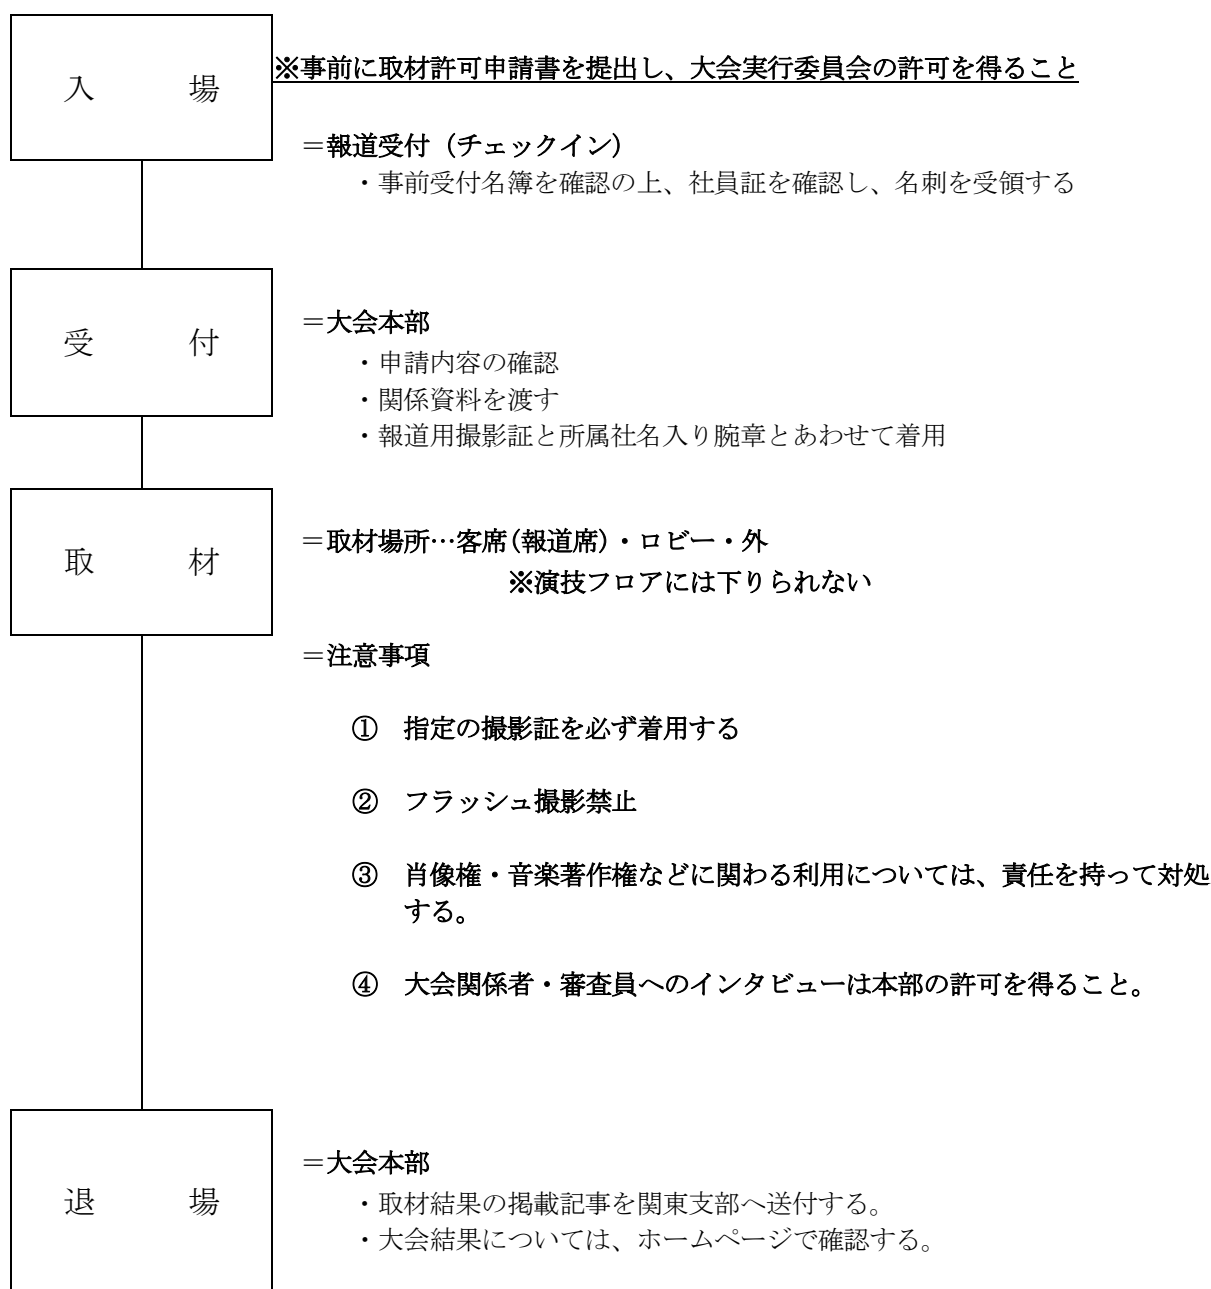 入　場
※事前に取材許可申請書を提出し、大会実行委員会の許可を得ること
＝報道受付（チェックイン）
・事前受付名簿を確認の上、社員証を確認し、名刺を受領する
受　付
＝大会本部
・申請内容の確認
・関係資料を渡す
・報道用撮影証と所属社名入り腕章とあわせて着用
取　材
＝取材場所…客席(報道席)・ロビー・外
※演技フロアには下りられない
＝注意事項
①　指定の撮影証を必ず着用する
②　フラッシュ撮影禁止
③　肖像権・音楽著作権などに関わる利用については、責任を持って対処
する。
④　大会関係者・審査員へのインタビューは本部の許可を得ること。
退　場
＝大会本部
・取材結果の掲載記事を関東支部へ送付する。
・大会結果については、ホームページで確認する。